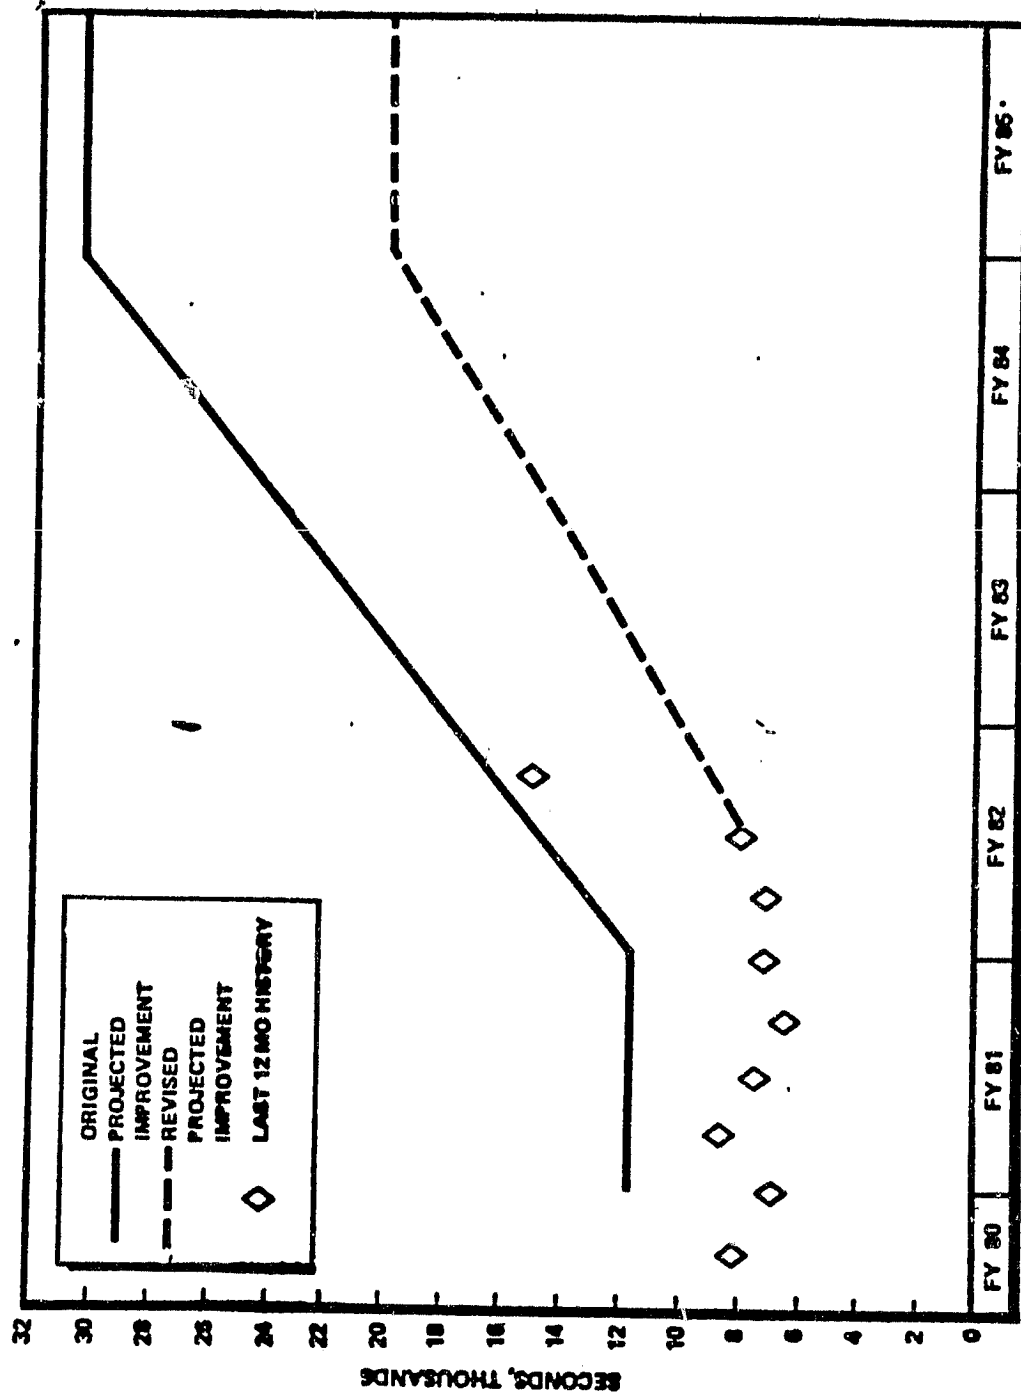 ORIGINAL
PROJECTED
IMPROVEMENT
REVISED
PROJECTED
IMPROVEMENT
LAST 12 MO HISTORY
32
30
28
26
24
22
20
18
16
14
12
10
8
6
4
2
0
SECONDS, THOUSANDS
FY 80
FY 81
FY 82
FY 83
FY 84
FY 85